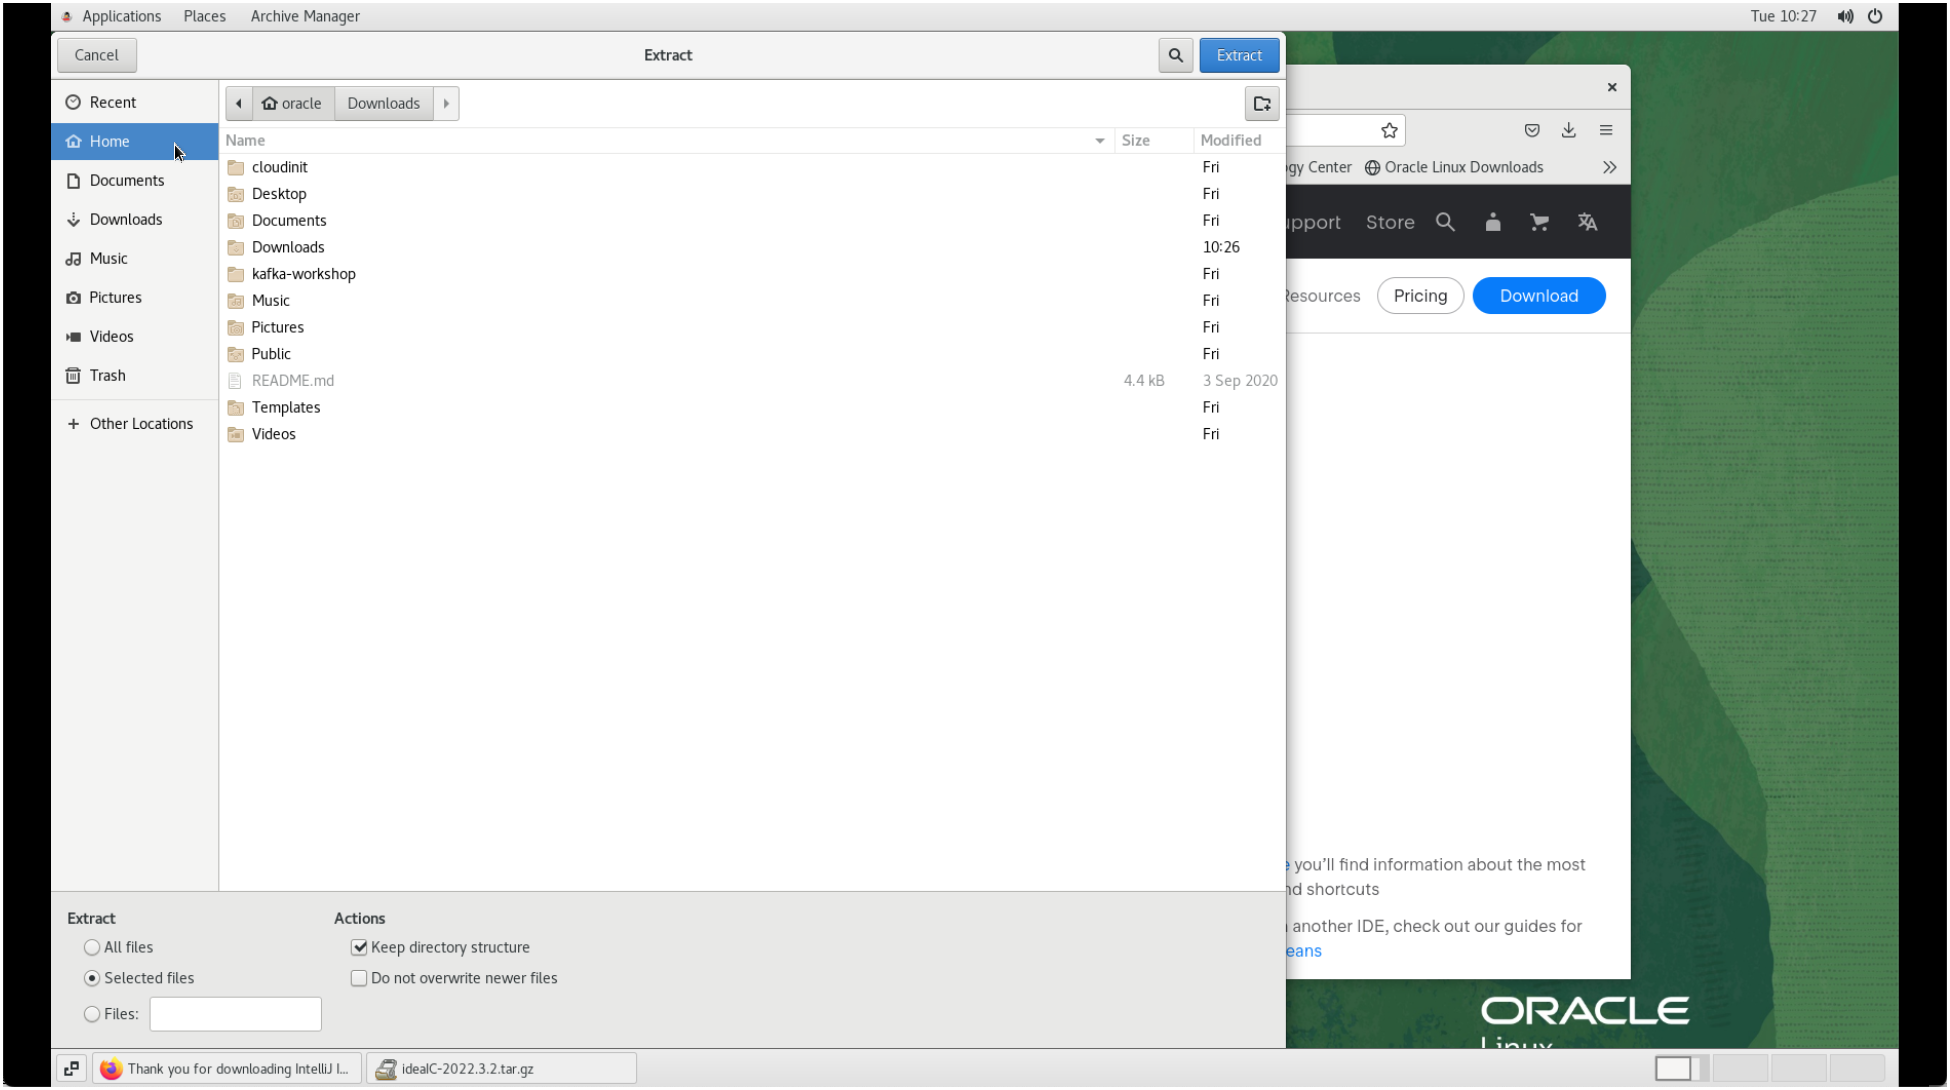 Applications Places Archive Manager Tue 10:27
Cancel Extract Extract
Recent
Home
Documents
Downloads
Music
Pictures
Videos
Trash
Other Locations
oracle Downloads
Name Size Modified
cloudinit Fri
Desktop Fri
Documents Fri
Downloads 10:26
kafka-workshop Fri
Music Fri
Pictures Fri
Public Fri
README.md 4.4 kB 3 Sep 2020
Templates Fri
Videos Fri
Extract
All files
Selected files
Files:
Actions
Keep directory structure
Do not overwrite newer files
gy Center Oracle Linux Downloads
upport Store
Resources Pricing Download
e you'll find information about the most
nd shortcuts
another IDE, check out our guides for
eans
ORACLE
Linux
Thank you for downloading IntelliJ I... ideaIC-2022.3.2.tar.gz